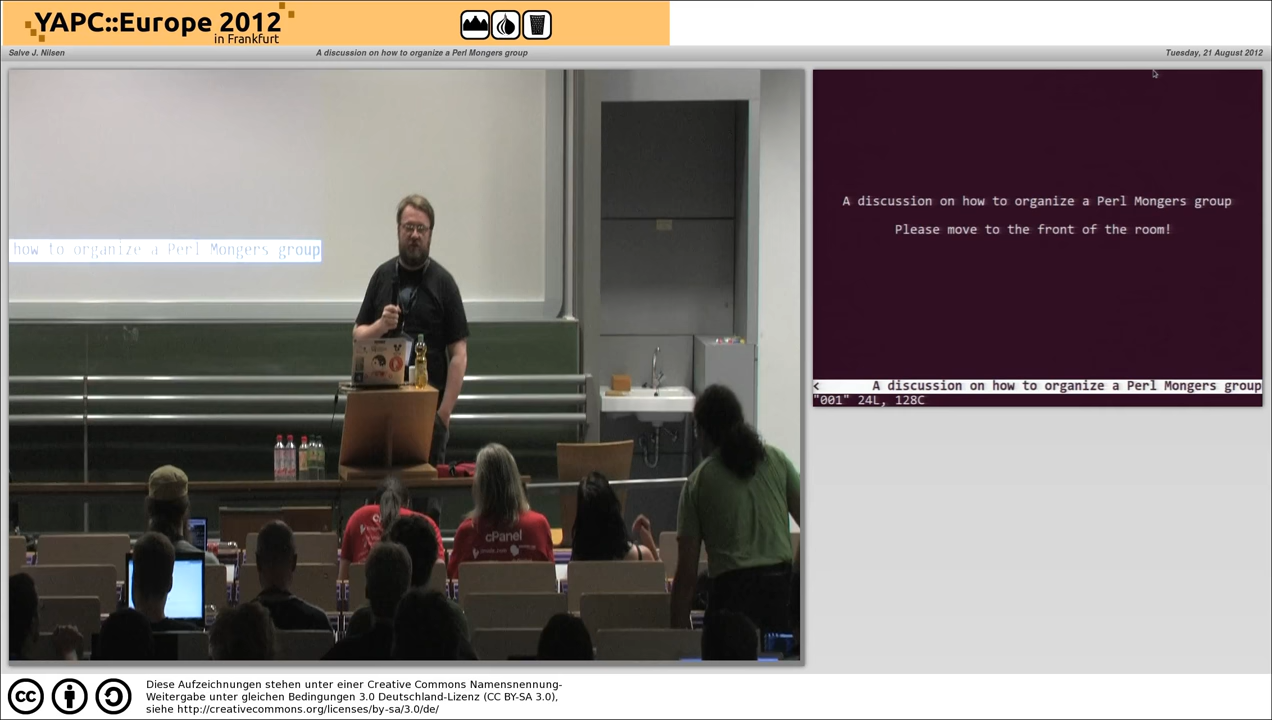 YAPC::Europe 2012
in Frankfurt
Salve J. Nilsen
A discussion on how to organize a Perl Mongers group
Tuesday, 21 August 2012
how to organize a Perl Mongers group
cPanel
A discussion on how to organize a Perl Mongers group
Please move to the front of the room!
< A discussion on how to organize a Perl Mongers group
"001" 24L, 128C
cc
Diese Aufzeichnungen stehen unter einer Creative Commons Namensnennung-
Weitergabe unter gleichen Bedingungen 3.0 Deutschland-Lizenz (CC BY-SA 3.0),
siehe http://creativecommons.org/licenses/by-sa/3.0/de/